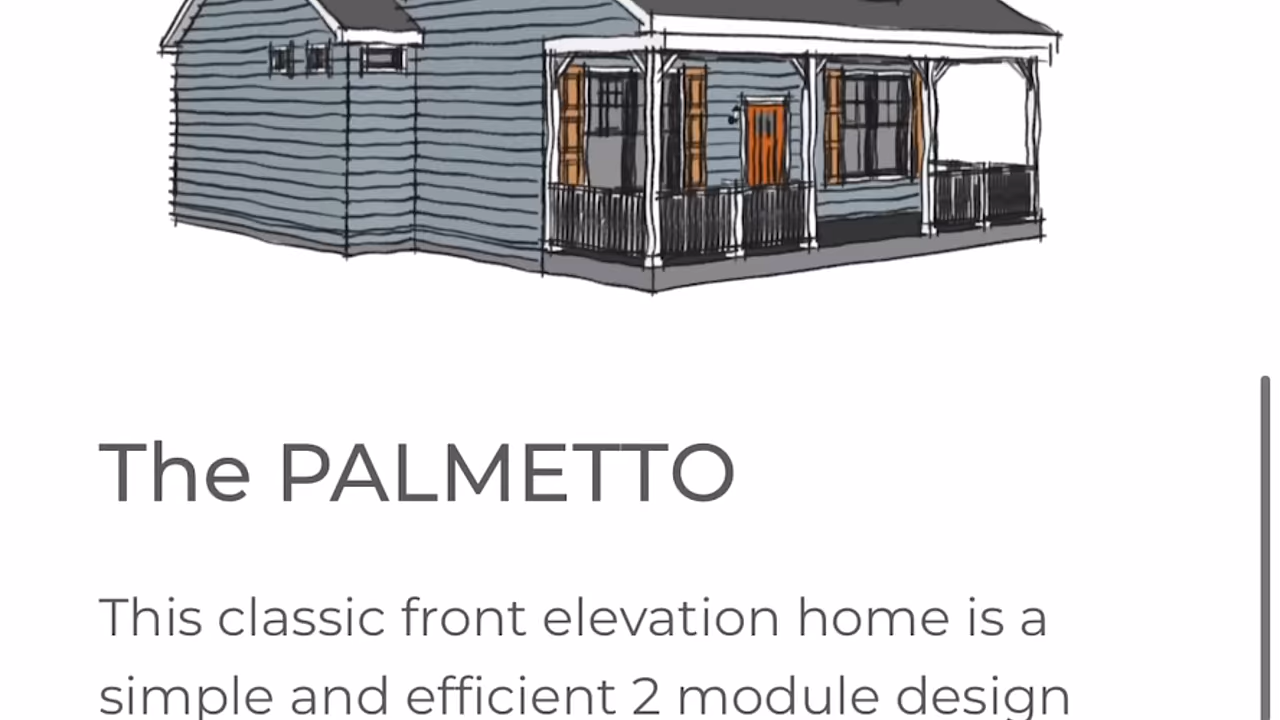 The PALMETTO
This classic front elevation home is a
simple and efficient 2 module design